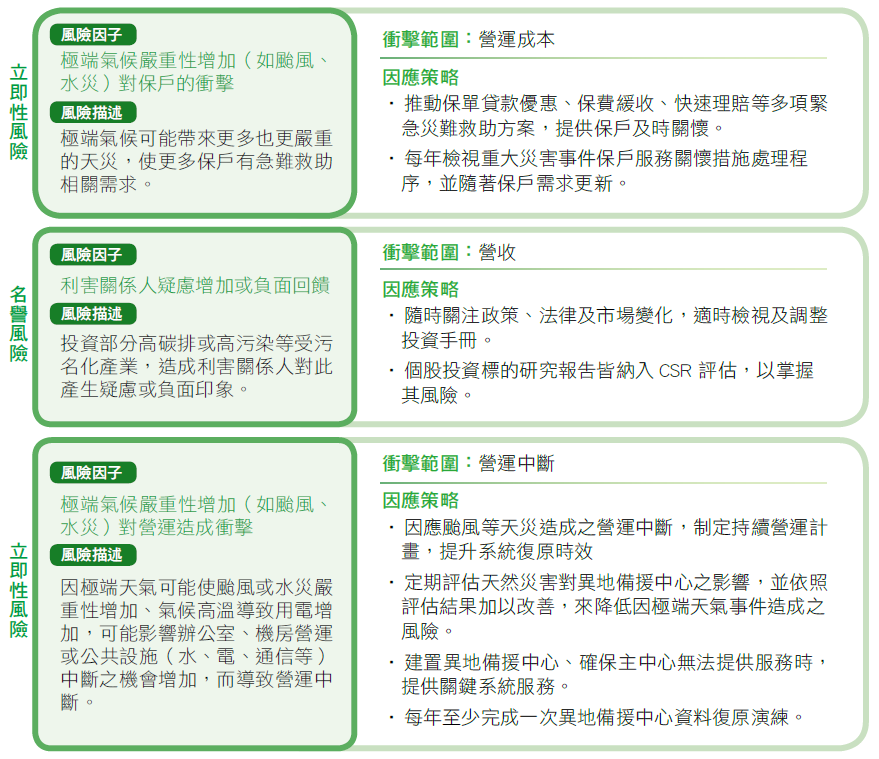 立即性風險
風險因子
極端氣候嚴重性增加（如颱風、
水災）對保戶的衝擊
風險描述
極端氣候可能帶來更多也更嚴重
的天災，使更多保戶有急難救助
相關需求。
衝擊範圍：營運成本
因應策略
· 推動保單貸款優惠、保費緩收、快速理賠等多項緊
急災難救助方案，提供保戶及時關懷。
· 每年檢視重大災害事件保戶服務關懷措施處理程
序，並隨著保戶需求更新。
名譽風險
風險因子
利害關係人疑慮增加或負面回饋
風險描述
投資部分高碳排或高污染等受污
名化產業，造成利害關係人對此
產生疑慮或負面印象。
衝擊範圍：營收
因應策略
· 隨時關注政策、法律及市場變化，適時檢視及調整
投資手冊。
· 個股投資標的研究報告皆納入 CSR 評估，以掌握
其風險。
立即性風險
風險因子
極端氣候嚴重性增加（如颱風、
水災）對營運造成衝擊
風險描述
因極端天氣可能使颱風或水災嚴
重性增加、氣候高溫導致用電增
加，可能影響辦公室、機房營運
或公共設施（水、電、通信等）
中斷之機會增加，而導致營運中
斷。
衝擊範圍：營運中斷
因應策略
· 因應颱風等天災造成之營運中斷，制定持續營運計
畫，提升系統復原時效
· 定期評估天然災害對異地備援中心之影響，並依照
評估結果加以改善，來降低因極端天氣事件造成之
風險。
· 建置異地備援中心、確保主中心無法提供服務時，
提供關鍵系統服務。
· 每年至少完成一次異地備援中心資料復原演練。